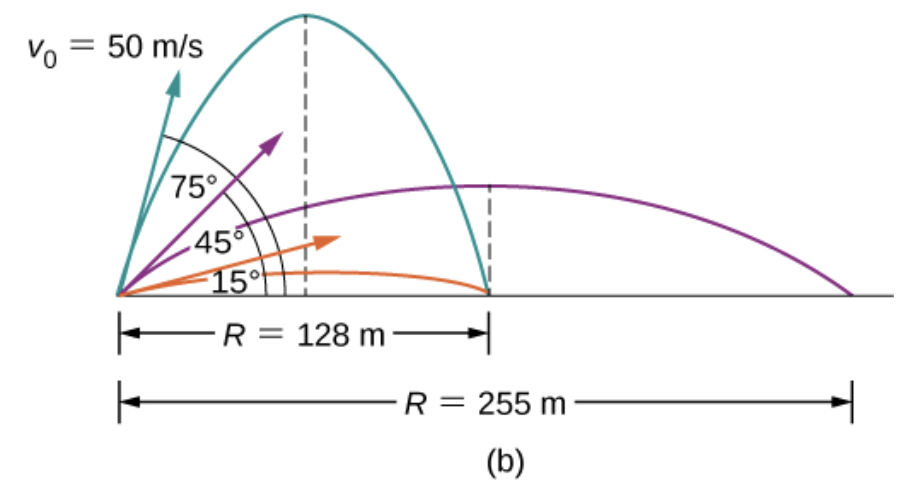 v₀ = 50 m/s
75°
45°
15°
R = 128 m
R = 255 m
(b)